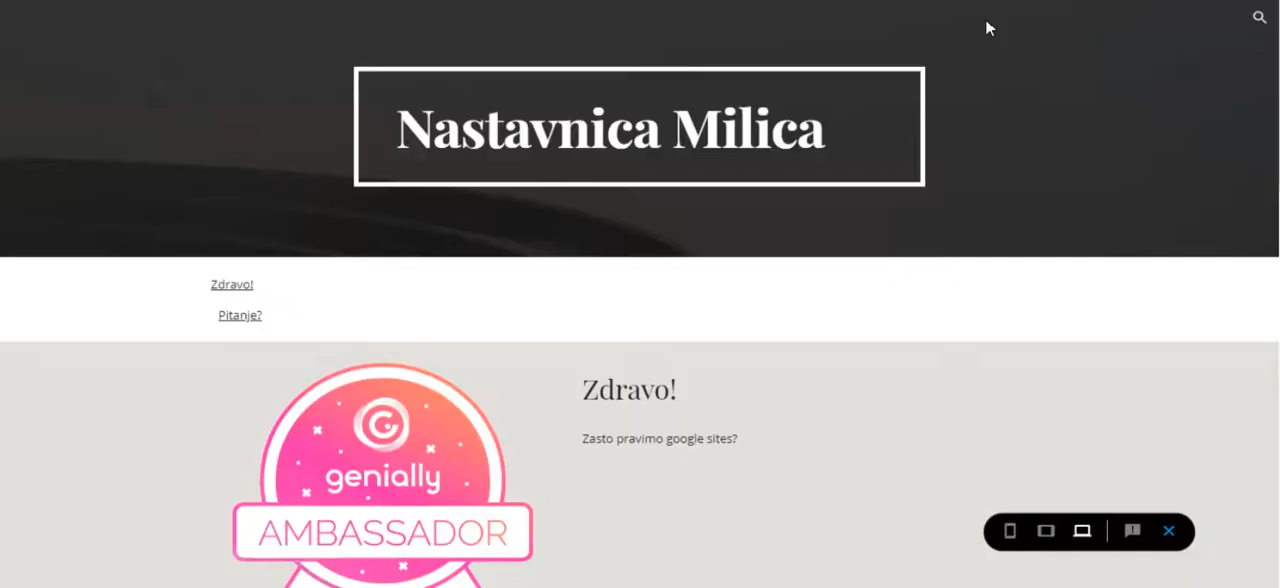 Nastavnica Milica
Zdravo!
Pitanje?
genially
AMBASSADOR
Zdravo!
Zasto pravimo google sites?